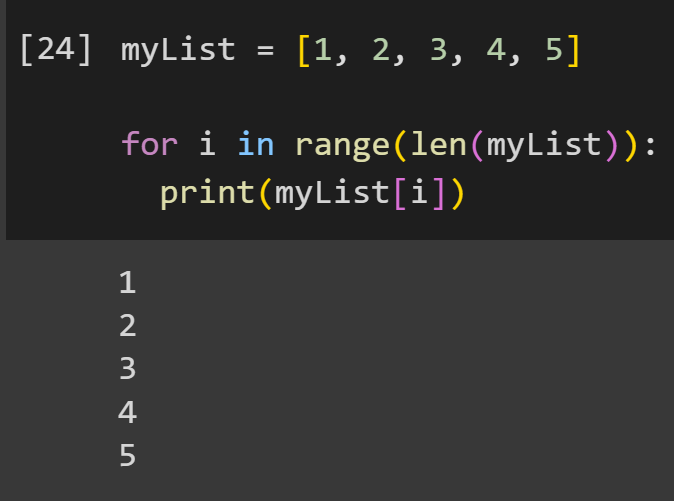 [24] myList = [1, 2, 3, 4, 5]
for i in range(len(myList)):
  print(myList[i])
1
2
3
4
5